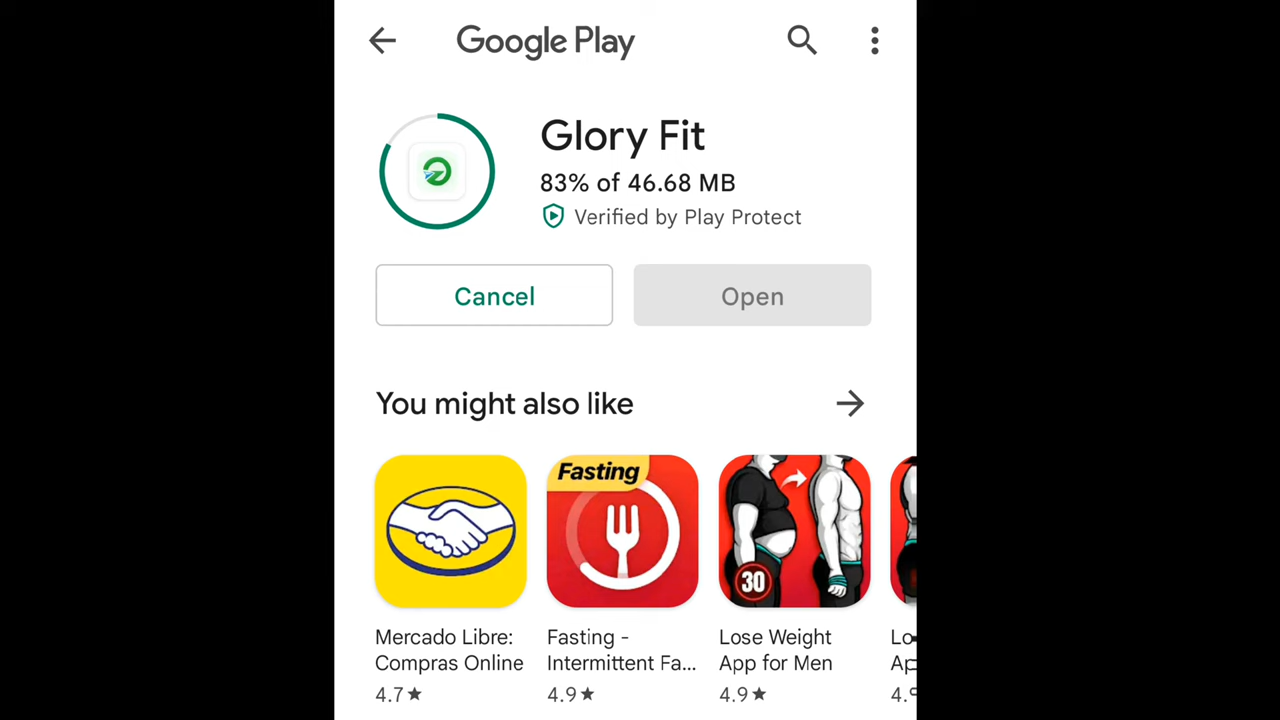 Google Play
Glory Fit
83% of 46.68 MB
Verified by Play Protect
Cancel
Open
You might also like
Fasting
30
Mercado Libre:
Compras Online
4.7★
Fasting -
Intermittent Fa...
4.9★
Lose Weight
App for Men
4.9★
Lo
Ap
4.9